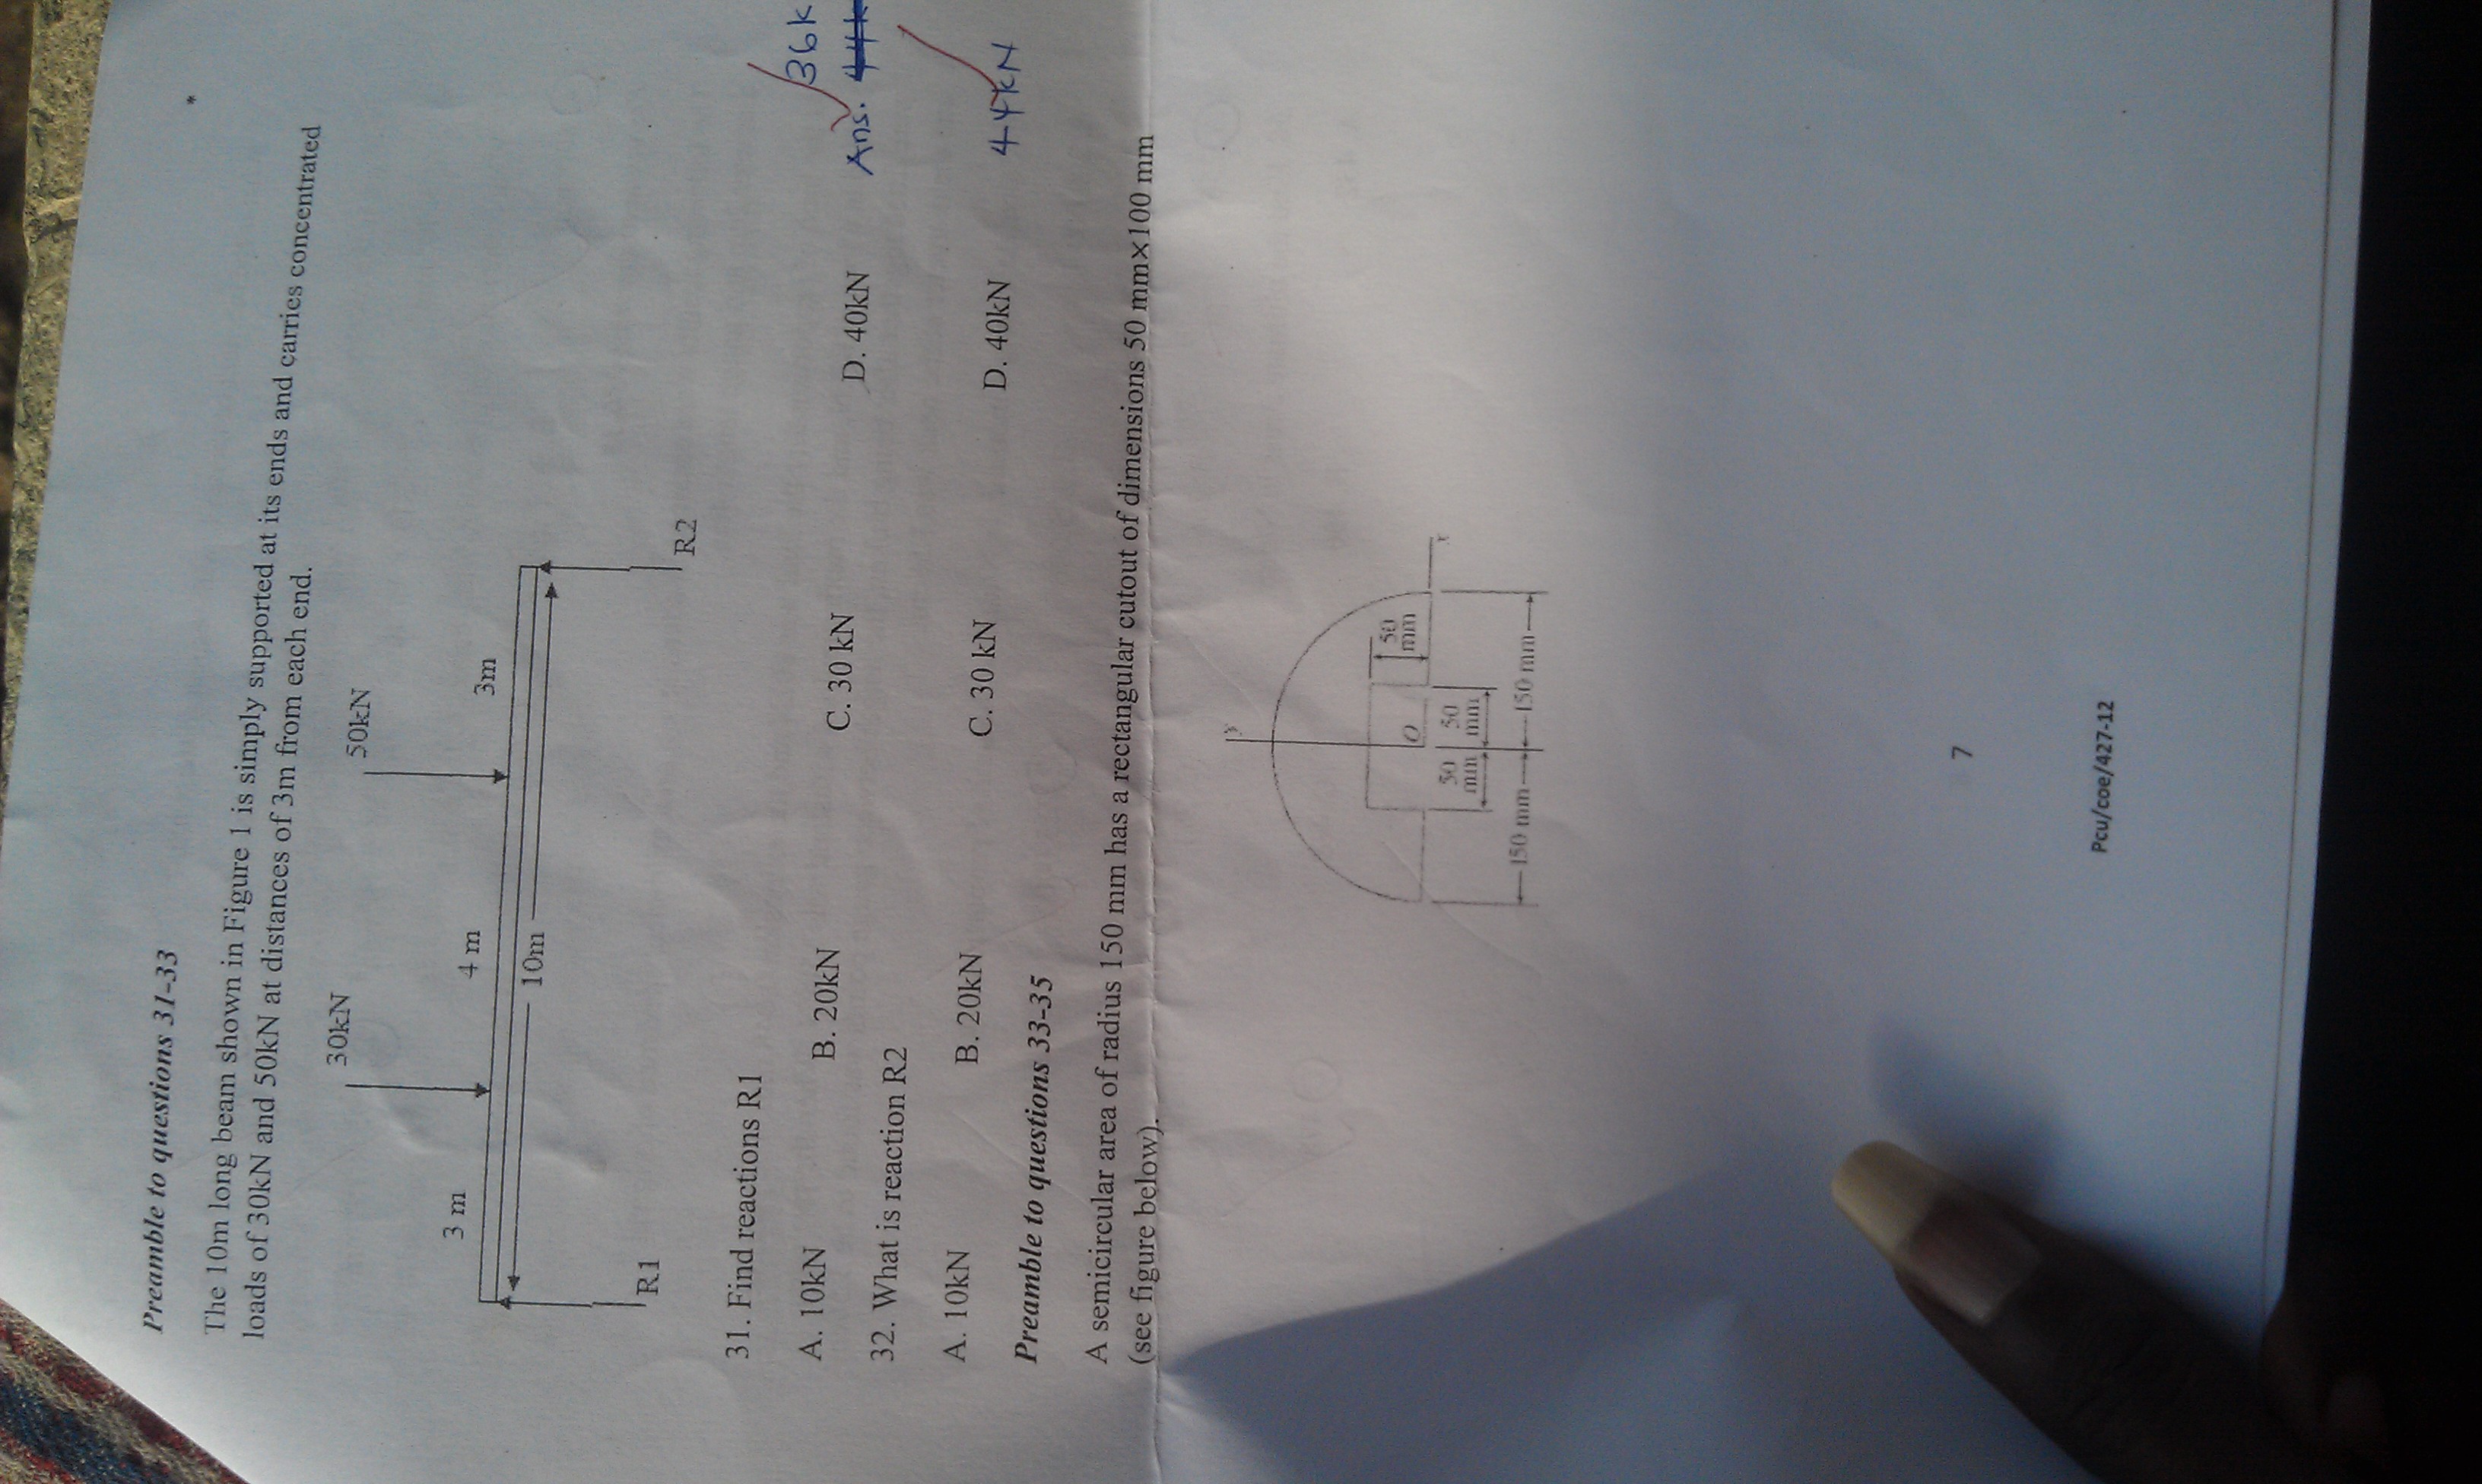 Preamble to questions 31-33
The 10m long beam shown in Figure 1 is simply supported at its ends and carries concentrated
loads of 30kN and 50kN at distances of 3m from each end.
30kN
50kN
3 m
4 m
3m
10m
R1
R2
31. Find reactions R1
A. 10kN B. 20kN C. 30 kN D. 40kN Ans. 36k
32. What is reaction R2
A. 10kN B. 20kN C. 30 kN D. 40kN 44kN
Preamble to questions 33-35
A semicircular area of radius 150 mm has a rectangular cutout of dimensions 50 mm×100 mm
(see figure below).
y
50
mm
O
x
50 50
mm mm
150 mm 150 mm
7
Pcu/coe/427-12